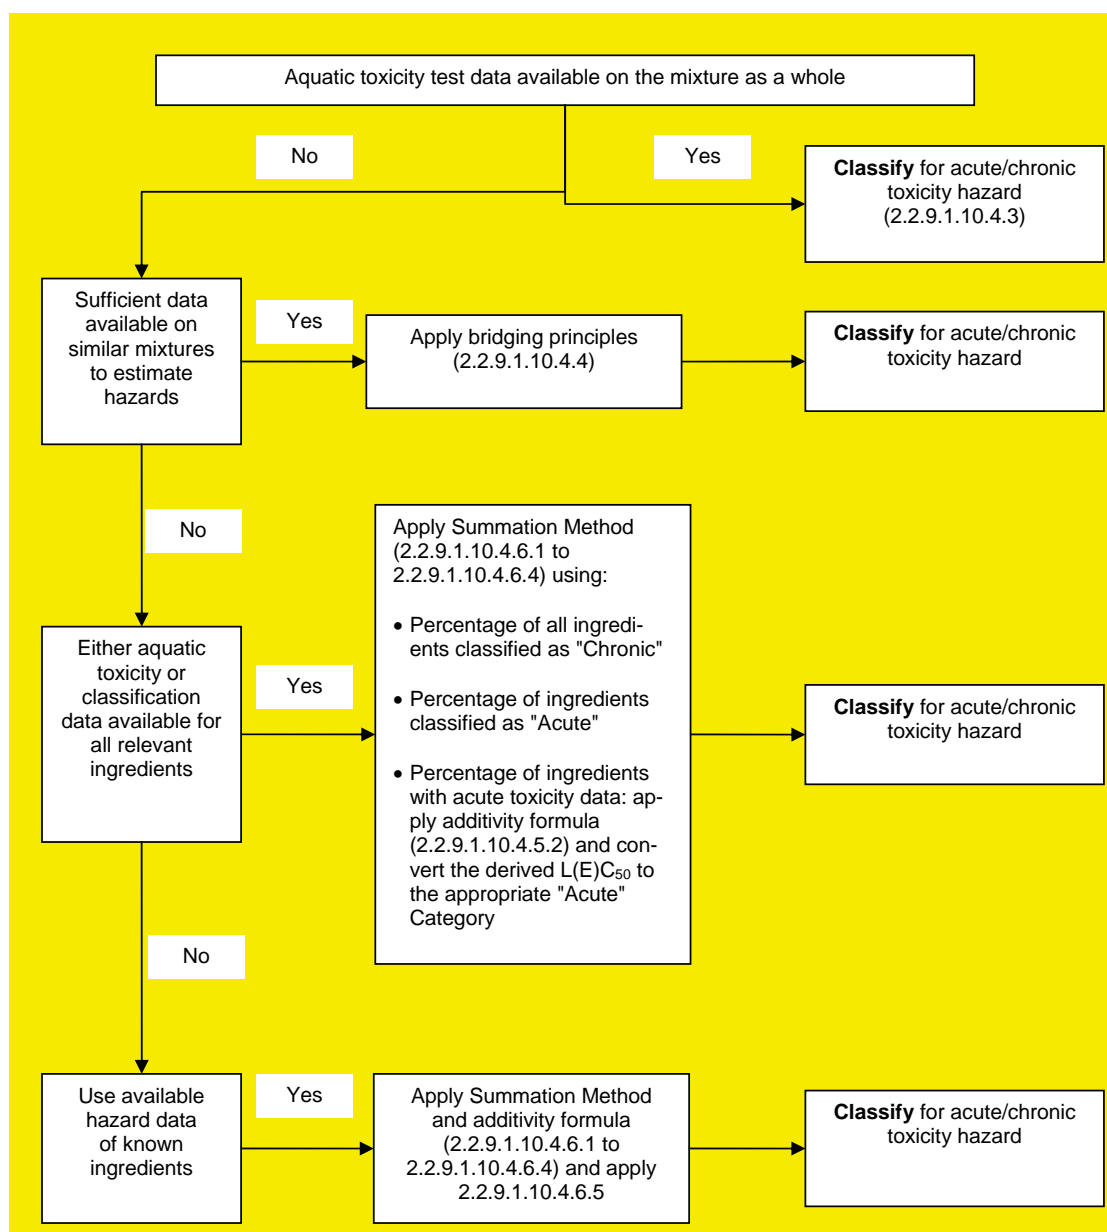 Aquatic toxicity test data available on the mixture as a whole
No
Yes
Classify for acute/chronic
toxicity hazard
(2.2.9.1.10.4.3)
Sufficient data
available on
similar mixtures
to estimate
hazards
Yes
Apply bridging principles
(2.2.9.1.10.4.4)
Classify for acute/chronic
toxicity hazard
No
Either aquatic
toxicity or
classification
data available for
all relevant
ingredients
Yes
Apply Summation Method
(2.2.9.1.10.4.6.1 to
2.2.9.1.10.4.6.4) using:
• Percentage of all ingredi-
ents classified as "Chronic"
• Percentage of ingredients
classified as "Acute"
• Percentage of ingredients
with acute toxicity data: ap-
ply additivity formula
(2.2.9.1.10.4.5.2) and con-
vert the derived L(E)C₅₀ to
the appropriate "Acute"
Category
Classify for acute/chronic
toxicity hazard
No
Use available
hazard data
of known
ingredients
Yes
Apply Summation Method
and additivity formula
(2.2.9.1.10.4.6.1 to
2.2.9.1.10.4.6.4) and apply
2.2.9.1.10.4.6.5
Classify for acute/chronic
toxicity hazard